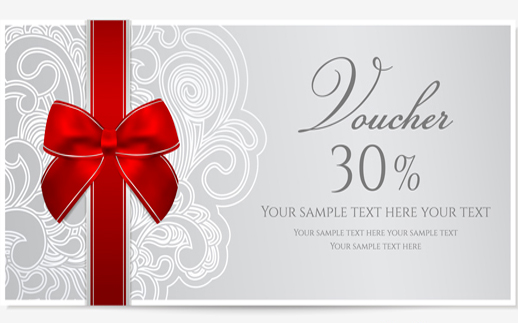 Voucher
30%
YOUR SAMPLE TEXT HERE YOUR TEXT
YOUR SAMPLE TEXT HERE YOUR SAMPLE TEXT
YOUR SAMPLE TEXT HERE